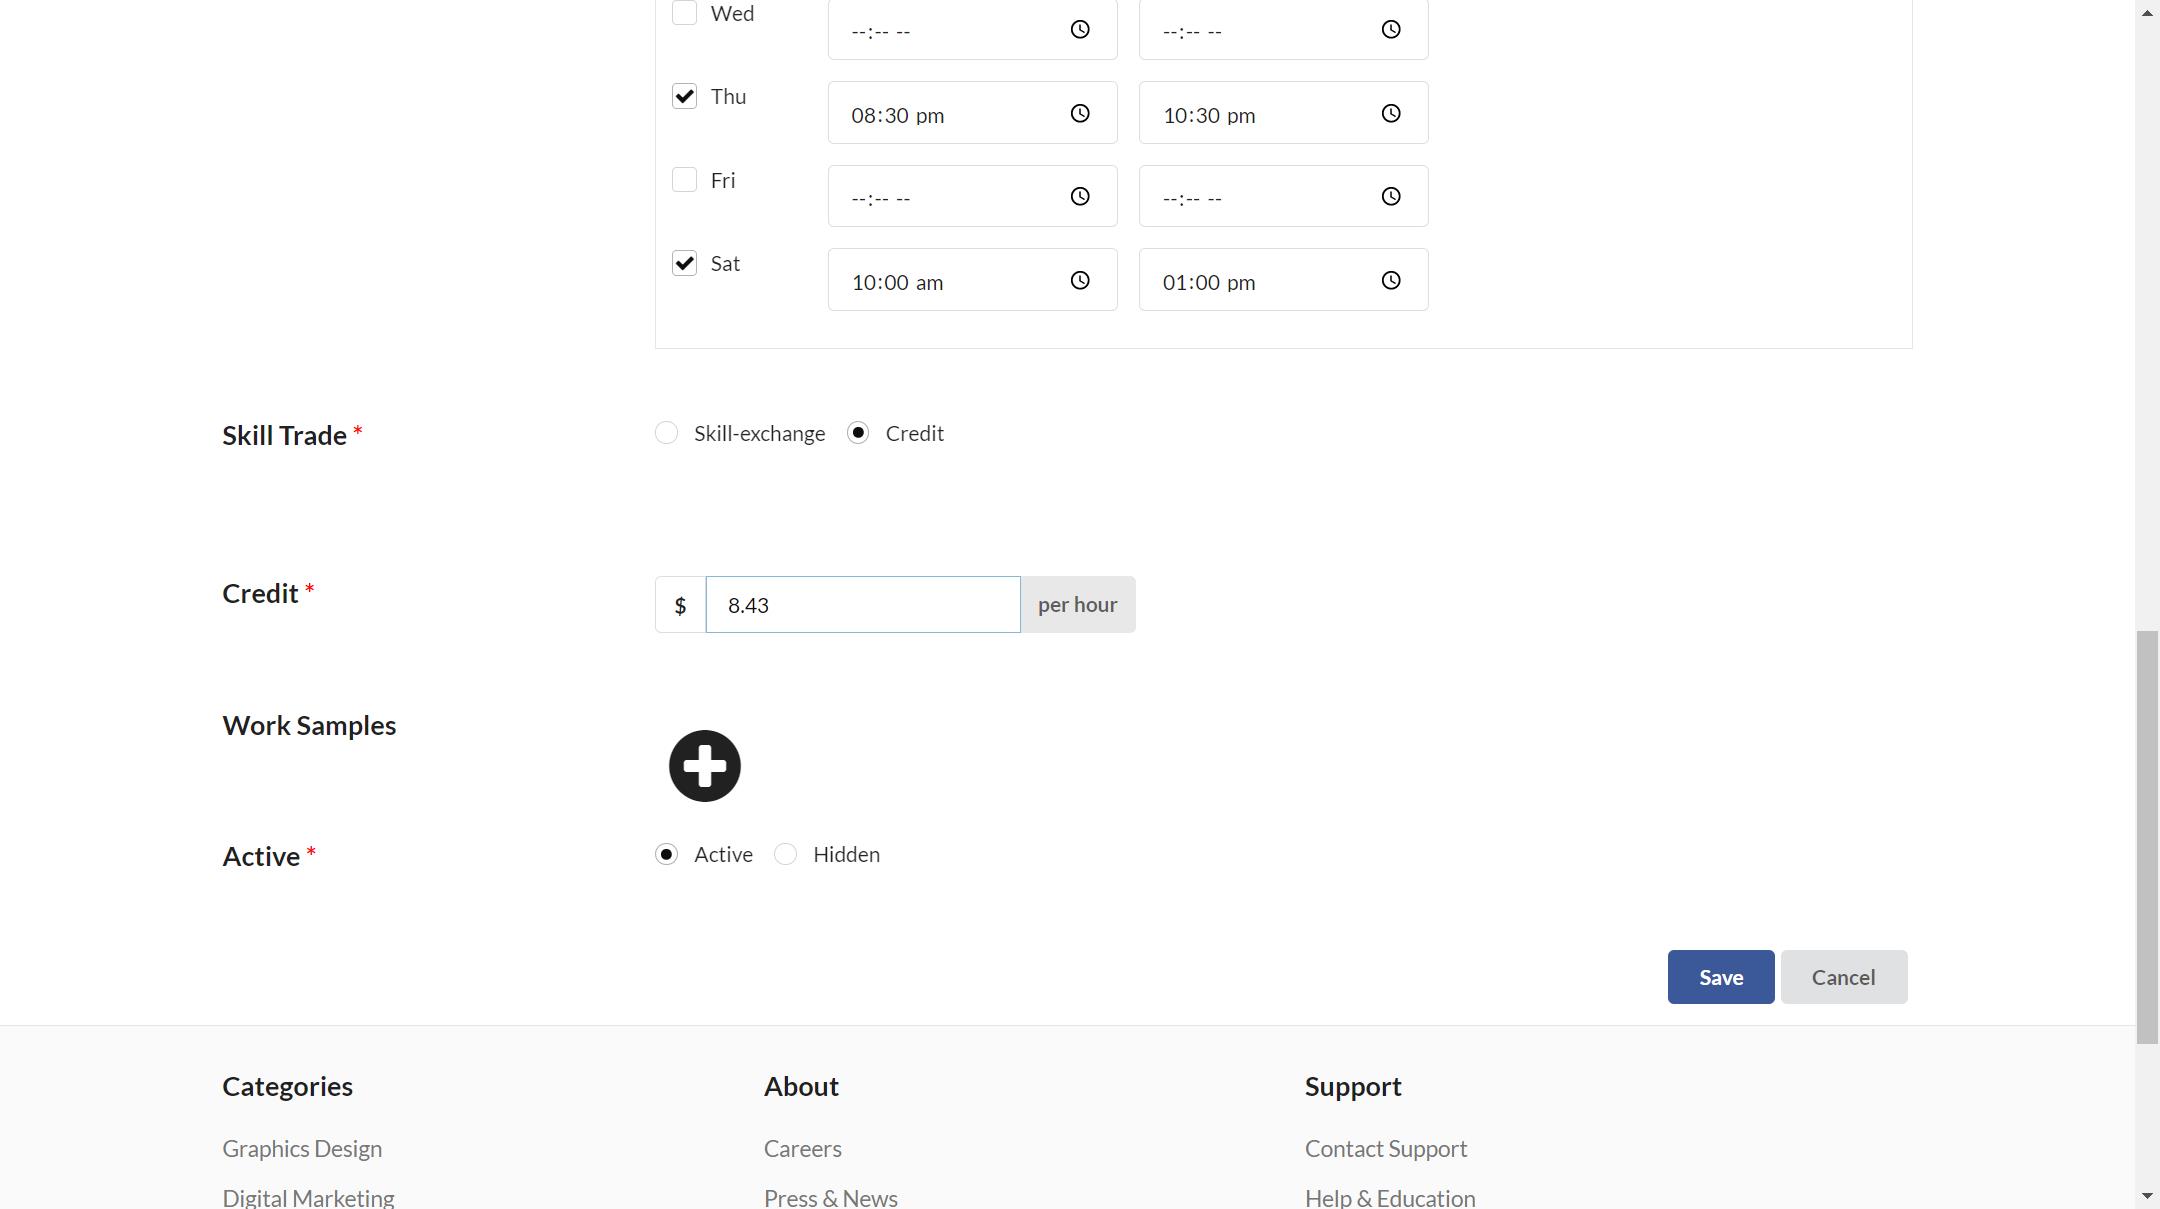 Wed --:-- -- --:-- --
Thu 08:30 pm 10:30 pm
Fri --:-- -- --:-- --
Sat 10:00 am 01:00 pm
Skill Trade * Skill-exchange Credit
Credit * $ 8.43 per hour
Work Samples
Active * Active Hidden
Save Cancel
Categories About Support
Graphics Design Careers Contact Support
Digital Marketing Press & News Help & Education